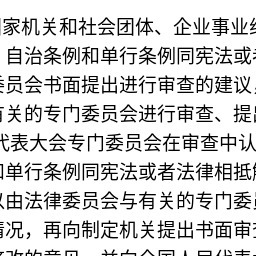 国家机关和社会团体、企业事业组
、自治条例和单行条例同宪法或者
委员会书面提出进行审查的建议，
有关的专门委员会进行审查、提出
代表大会专门委员会在审查中认
和单行条例同宪法或者法律相抵触
以由法律委员会与有关的专门委员
情况，再向制定机关提出书面审查